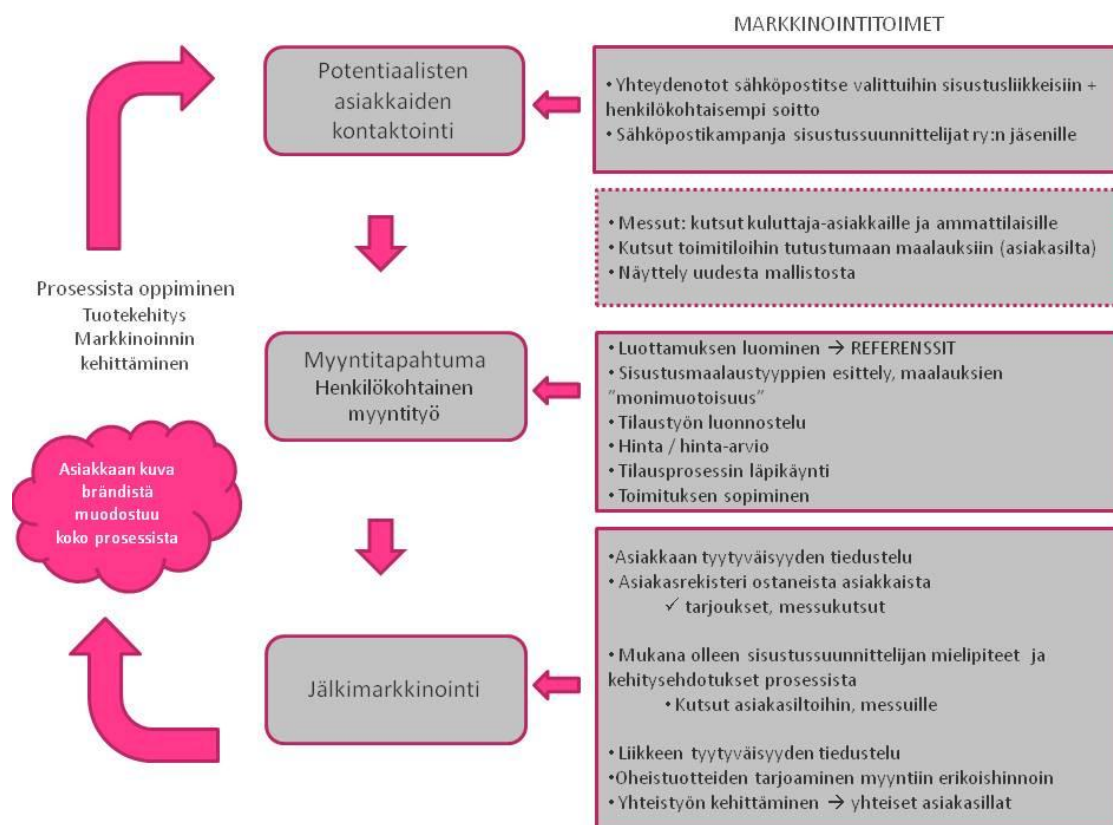 MARKKINOINTITOIMET
Potentiaalisten
asiakkaiden
kontaktointi
• Yhteydenotot sähköpostitse valittuihin sisustusliikkeisiin +
henkilökohtaisempi soitto
• Sähköpostikampanja sisustussuunnittelijat ry:n jäsenille
• Messut: kutsut kuluttaja-asiakkaille ja ammattilaisille
• Kutsut toimitiloihin tutustumaan maalauksiin (asiakasilta)
• Näyttely uudesta mallistosta
Prosessista oppiminen
Tuotekehitys
Markkinoinnin
kehittäminen
Myyntitapahtuma
Henkilökohtainen
myyntityö
• Luottamuksen luominen → REFERENSSIT
• Sisustusmaalaustyyppien esittely, maalauksien
"monimuotoisuus"
• Tilaustyön luonnostelu
• Hinta / hinta-arvio
• Tilausprosessin läpikäynti
• Toimituksen sopiminen
Asiakkaan kuva
brändistä
muodostuu
koko prosessista
Jälkimarkkinointi
•Asiakkaan tyytyväisyyden tiedustelu
• Asiakasrekisteri ostaneista asiakkaista
✓ tarjoukset, messukutsut
• Mukana olleen sisustussuunnittelijan mielipiteet ja
kehitysehdotukset prosessista
• Kutsut asiakasiltoihin, messuille
• Liikkeen tyytyväisyyden tiedustelu
•Oheistuotteiden tarjoaminen myyntiin erikoishinnoin
• Yhteistyön kehittäminen → yhteiset asiakasillat